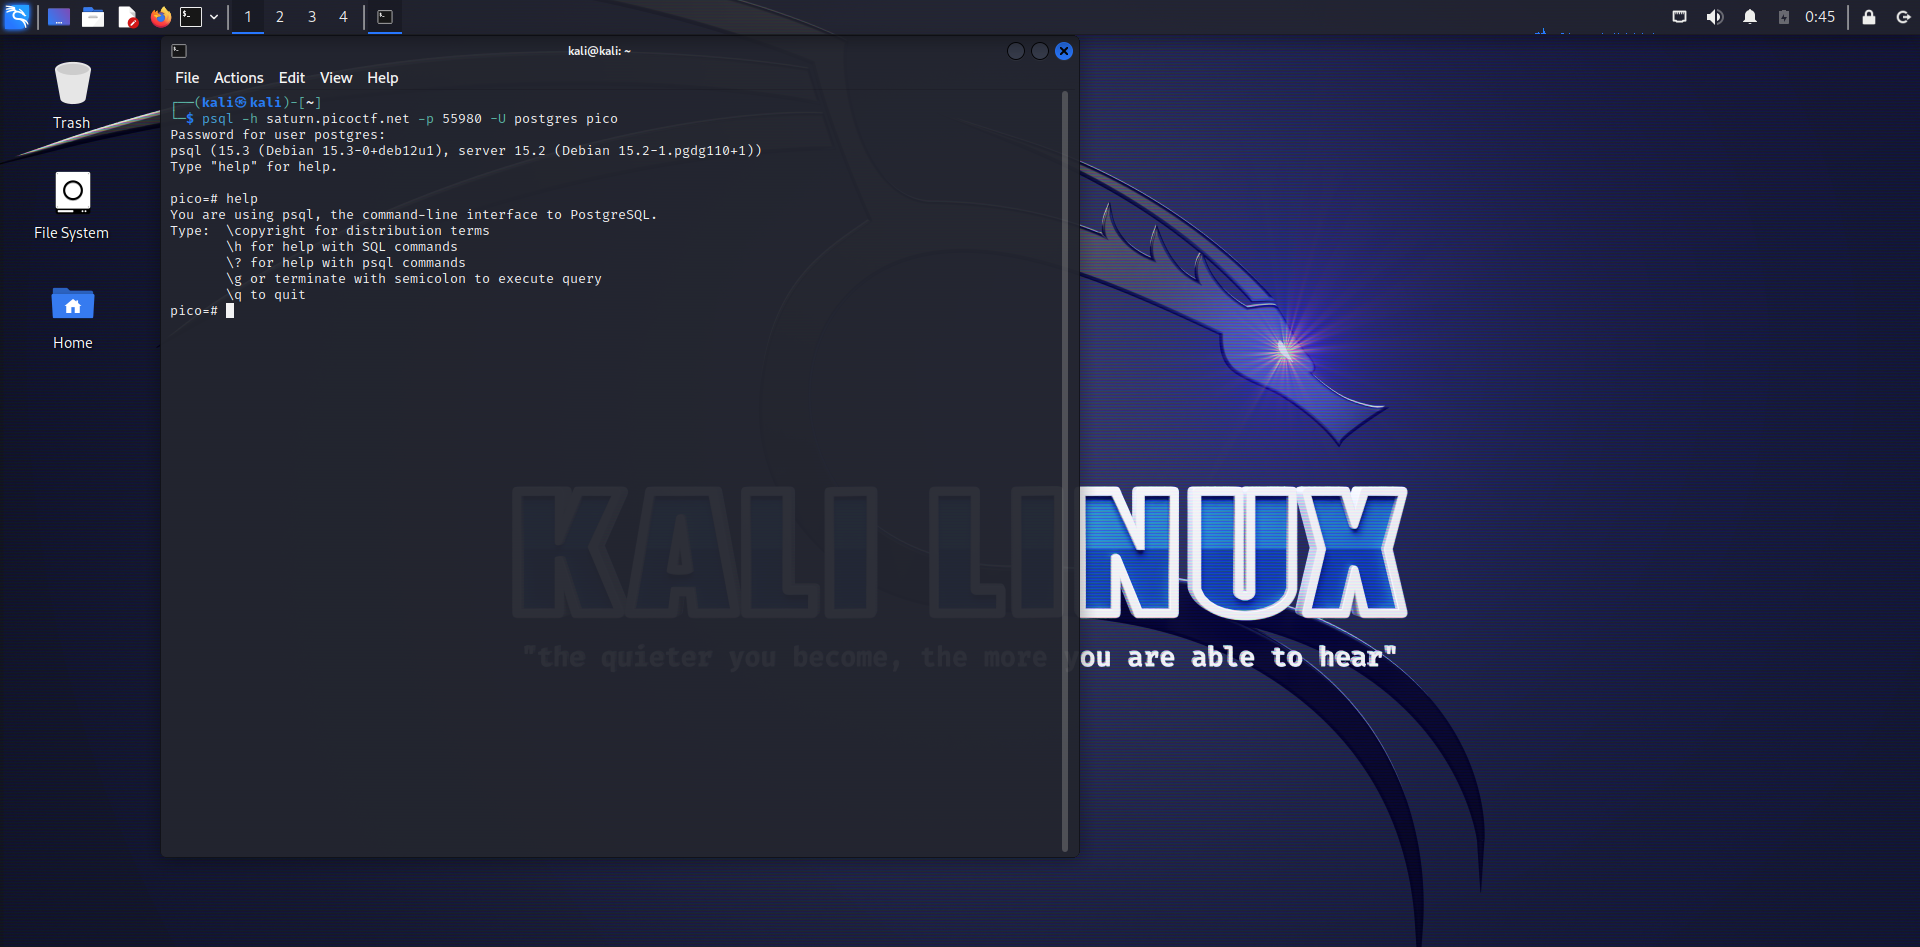 1 2 3 4
0:45
Trash
File System
Home
kali@kali: ~
File Actions Edit View Help
┌──(kali㉿kali)-[~]
└─$ psql -h saturn.picoctf.net -p 55980 -U postgres pico
Password for user postgres:
psql (15.3 (Debian 15.3-0+deb12u1), server 15.2 (Debian 15.2-1.pgdg110+1))
Type "help" for help.
pico=# help
You are using psql, the command-line interface to PostgreSQL.
Type:  \copyright for distribution terms
       \h for help with SQL commands
       \? for help with psql commands
       \g or terminate with semicolon to execute query
       \q to quit
pico=#
KALI LINUX
"the quieter you become, the more you are able to hear"